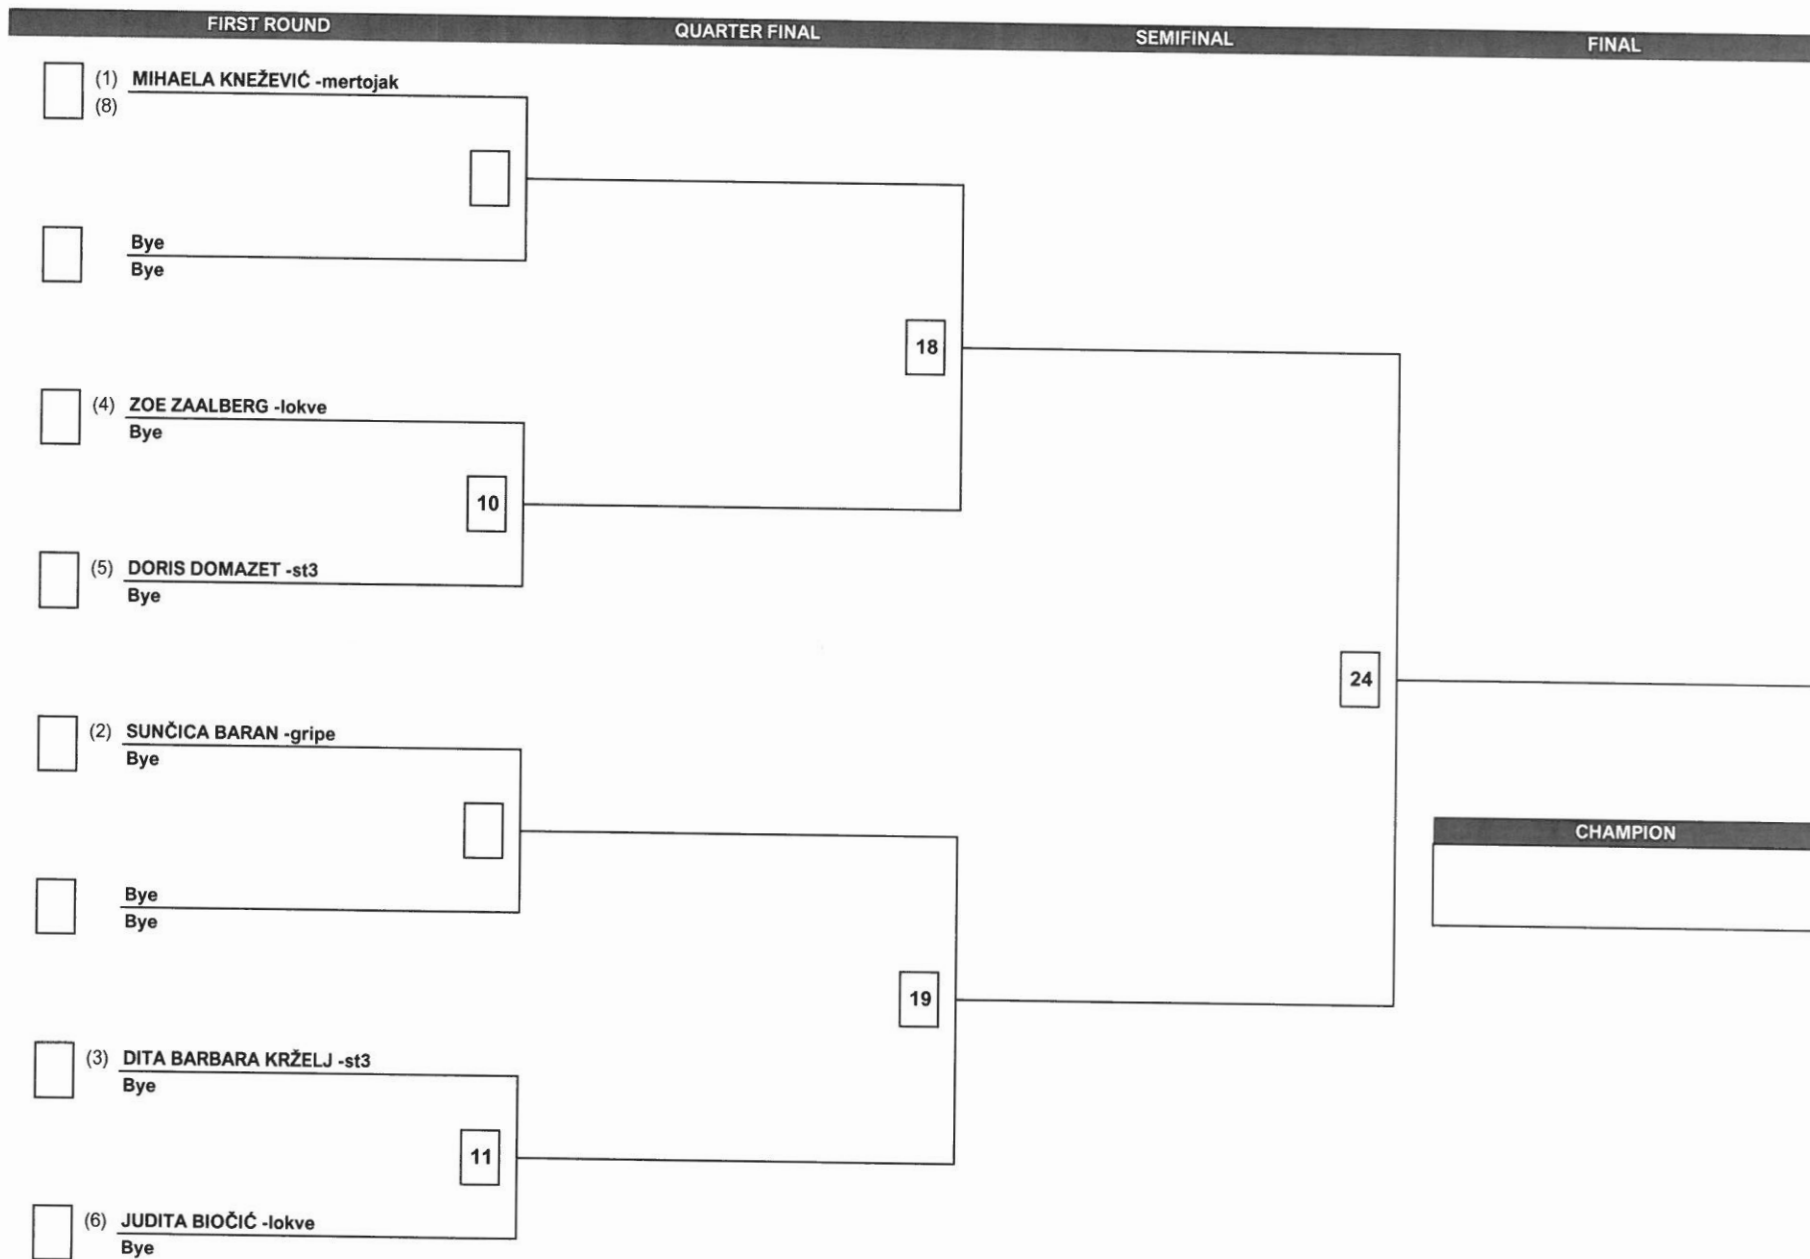 FIRST ROUND QUARTER FINAL SEMIFINAL FINAL
(1) MIHAELA KNEŽEVIĆ -mertojak
(8)
Bye
Bye
18
(4) ZOE ZAALBERG -lokve
Bye
10
(5) DORIS DOMAZET -st3
Bye
24
(2) SUNČICA BARAN -gripe
Bye
CHAMPION
Bye
Bye
19
(3) DITA BARBARA KRŽELJ -st3
Bye
11
(6) JUDITA BIOČIĆ -lokve
Bye